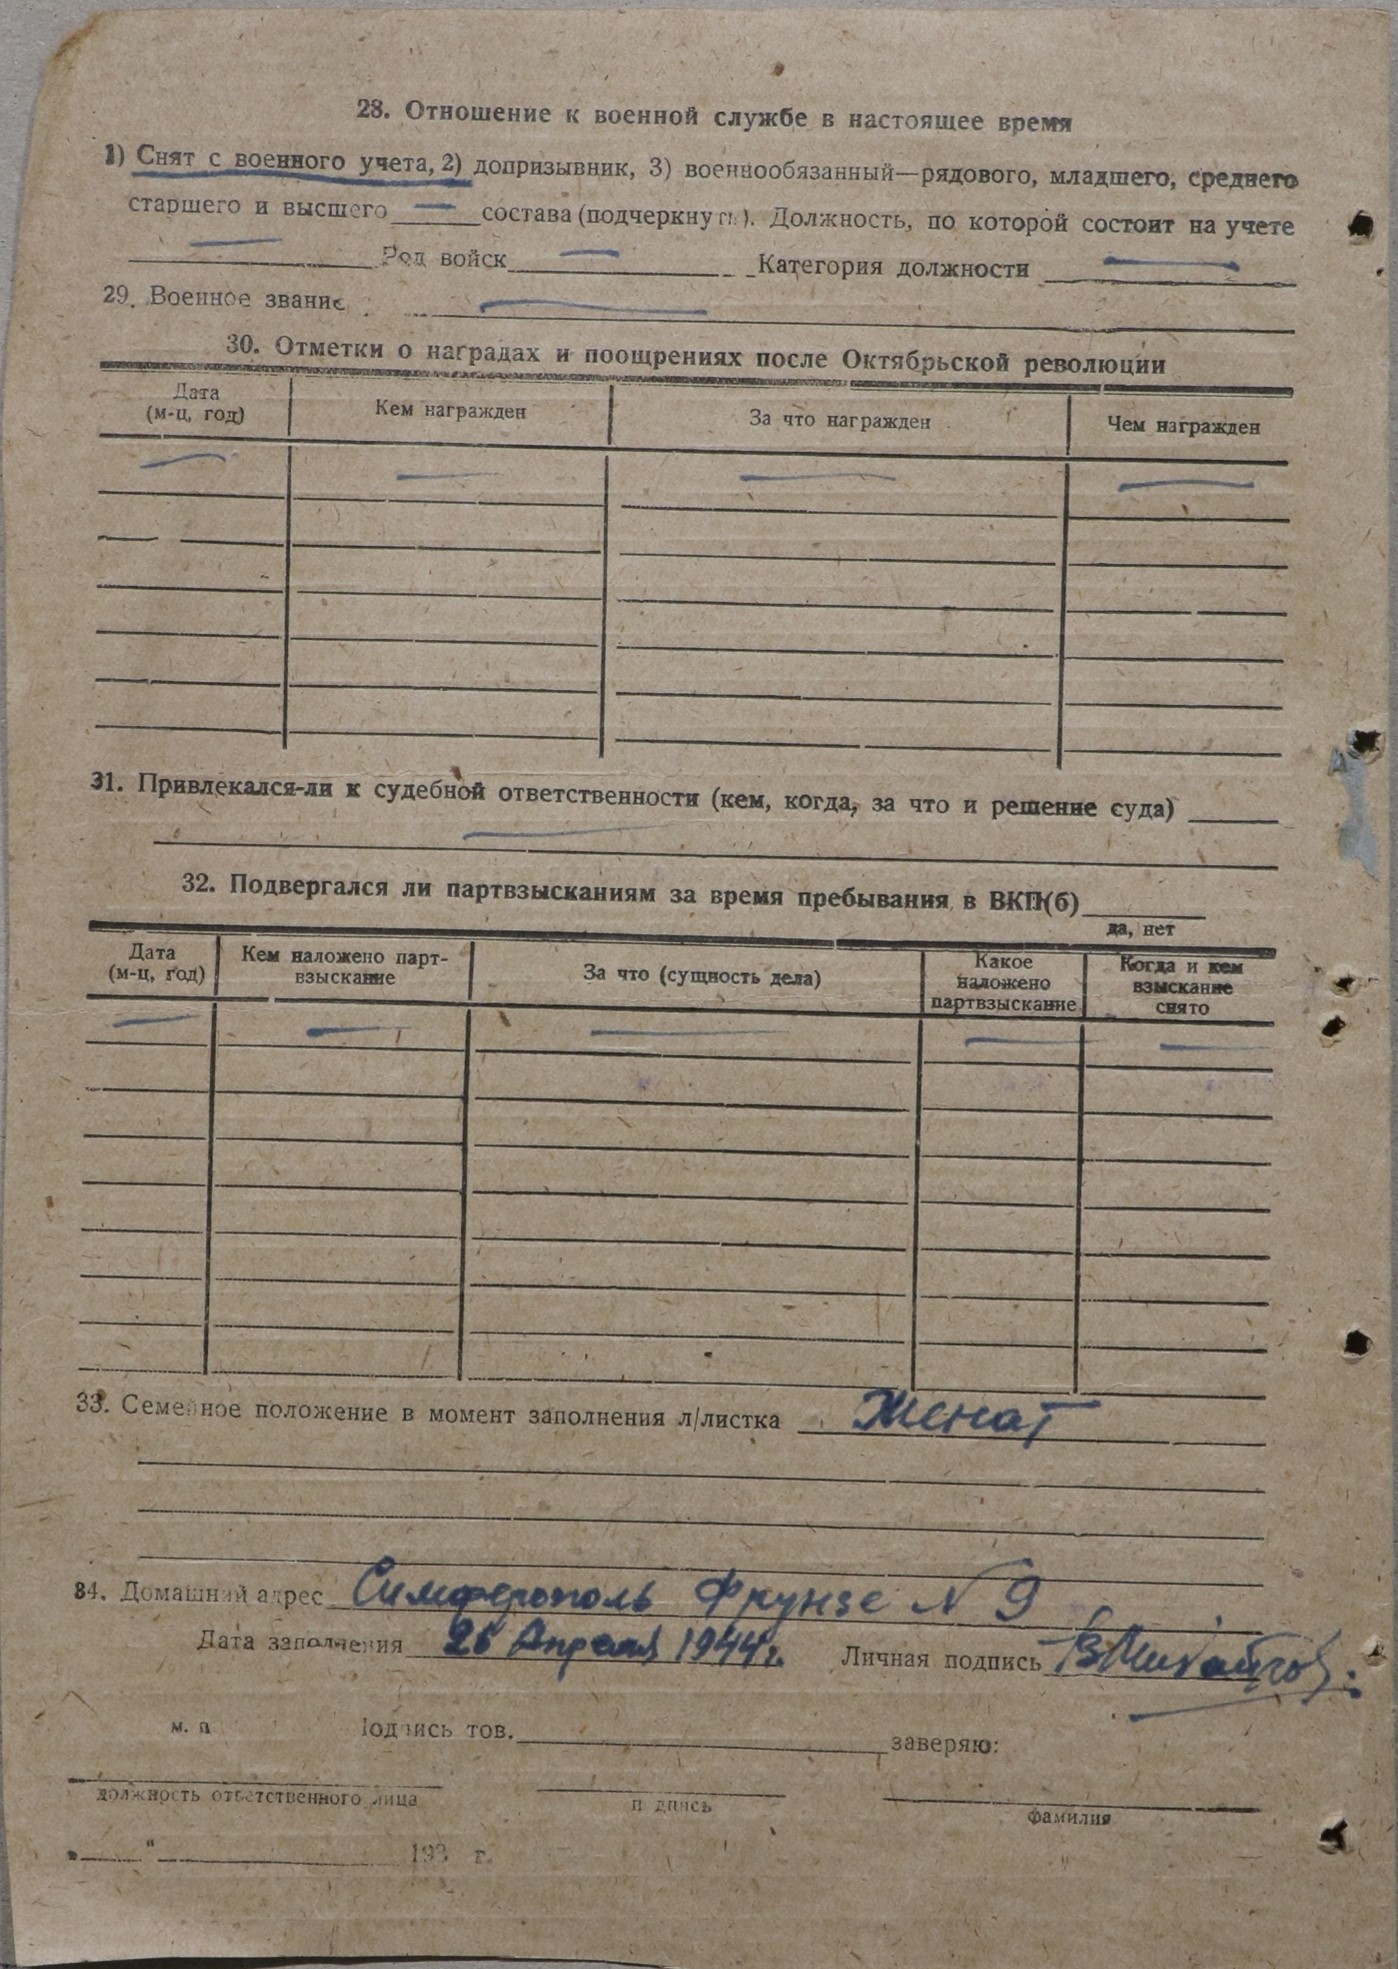 28. Отношение к военной службе в настоящее время
1) Снят с военного учета, 2) допризывник, 3) военнообязанный—рядового, младшего, среднего
старшего и высшего — состава (подчеркнуть). Должность, по которой состоит на учете
— Род войск — Категория должности —
29. Военное звание —
30. Отметки о наградах и поощрениях после Октябрьской революции
Дата (м-ц, год) Кем награжден За что награжден Чем награжден
— — — —
31. Привлекался-ли к судебной ответственности (кем, когда, за что и решение суда)
—
32. Подвергался ли партвзысканиям за время пребывания в ВКП(б)
да, нет
Дата (м-ц, год) Кем наложено партвзыскание За что (сущность дела) Какое наложено партвзыскание Когда и кем взыскание снято
— — — — —
33. Семейное положение в момент заполнения л/листка Женат
34. Домашний адрес Симферополь Фрунзе N 9
Дата заполнения 26 Апреля 1944 г. Личная подпись
м. п Подпись тов. заверяю:
должность ответственного лица подпись фамилия
" " 193 г.